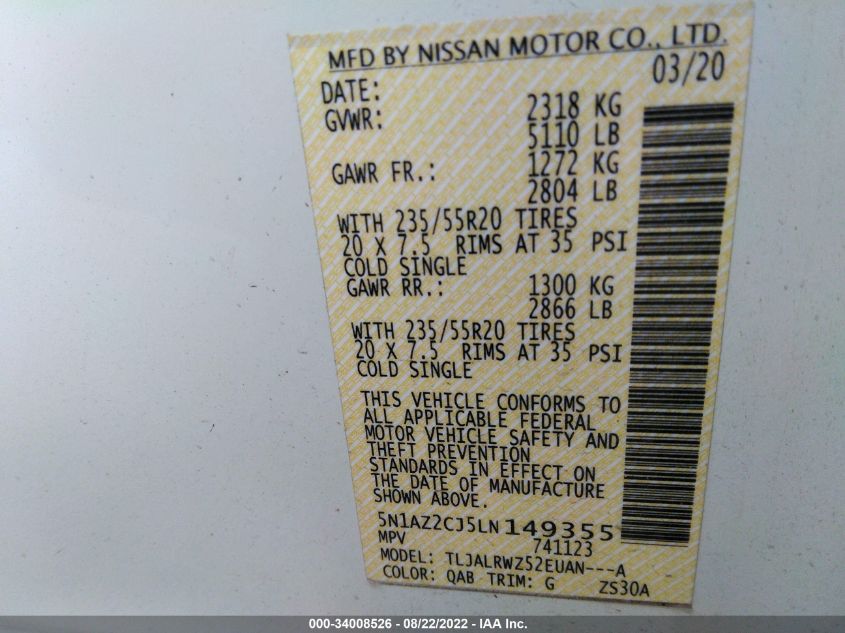 MFD BY NISSAN MOTOR CO., LTD.
DATE: 03/20
GVWR: 2318 KG
5110 LB
GAWR FR.: 1272 KG
2804 LB
WITH 235/55R20 TIRES
20 X 7.5 RIMS AT 35 PSI
COLD SINGLE
GAWR RR.: 1300 KG
2866 LB
WITH 235/55R20 TIRES
20 X 7.5 RIMS AT 35 PSI
COLD SINGLE
THIS VEHICLE CONFORMS TO
ALL APPLICABLE FEDERAL
MOTOR VEHICLE SAFETY AND
THEFT PREVENTION
STANDARDS IN EFFECT ON
THE DATE OF MANUFACTURE
SHOWN ABOVE.
5N1AZ2CJ5LN149355
MPV 741123
MODEL: TLJALRWZ52EUAN---A
COLOR: QAB TRIM: G ZS30A
000-34008526 - 08/22/2022 - IAA Inc.